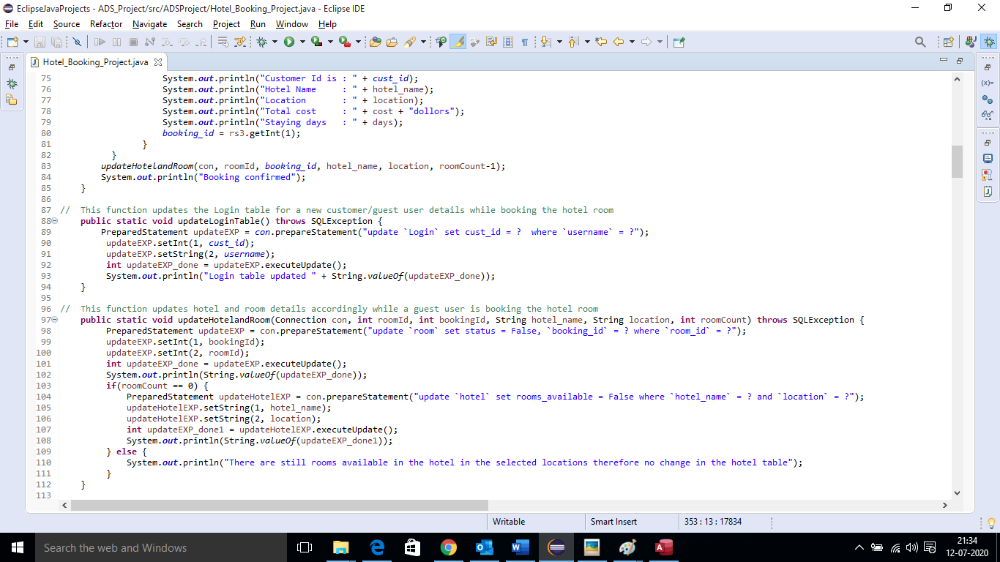 EclipseJavaProjects - ADS_Project/src/ADSProject/Hotel_Booking_Project.java - Eclipse IDE
File Edit Source Refactor Navigate Search Project Run Window Help
Hotel_Booking_Project.java
75 System.out.println("Customer Id is : " + cust_id);
76 System.out.println("Hotel Name     : " + hotel_name);
77 System.out.println("Location       : " + location);
78 System.out.println("Total cost     : " + cost + "dollors");
79 System.out.println("Staying days   : " + days);
80 booking_id = rs3.getInt(1);
81 }
82 }
83 updateHotelandRoom(con, roomId, booking_id, hotel_name, location, roomCount-1);
84 System.out.println("Booking confirmed");
85 }
86
87 //  This function updates the Login table for a new customer/guest user details while booking the hotel room
88 public static void updateLoginTable() throws SQLException {
89 PreparedStatement updateEXP = con.prepareStatement("update `Login` set cust_id = ?  where `username` = ?");
90 updateEXP.setInt(1, cust_id);
91 updateEXP.setString(2, username);
92 int updateEXP_done = updateEXP.executeUpdate();
93 System.out.println("Login table updated " + String.valueOf(updateEXP_done));
94 }
95
96 //  This function updates hotel and room details accordingly while a guest user is booking the hotel room
97 public static void updateHotelandRoom(Connection con, int roomId, int bookingId, String hotel_name, String location, int roomCount) throws SQLException {
98 PreparedStatement updateEXP = con.prepareStatement("update `room` set status = False, `booking_id` = ? where `room_id` = ?");
99 updateEXP.setInt(1, bookingId);
100 updateEXP.setInt(2, roomId);
101 int updateEXP_done = updateEXP.executeUpdate();
102 System.out.println(String.valueOf(updateEXP_done));
103 if(roomCount == 0) {
104 PreparedStatement updateHotelEXP = con.prepareStatement("update `hotel` set rooms_available = False where `hotel_name` = ? and `location` = ?");
105 updateHotelEXP.setString(1, hotel_name);
106 updateHotelEXP.setString(2, location);
107 int updateEXP_done1 = updateHotelEXP.executeUpdate();
108 System.out.println(String.valueOf(updateEXP_done1));
109 } else {
110 System.out.println("There are still rooms available in the hotel in the selected locations therefore no change in the hotel table");
111 }
112 }
113
Writable Smart Insert 353 : 13 : 17834
Search the web and Windows
21:34
12-07-2020